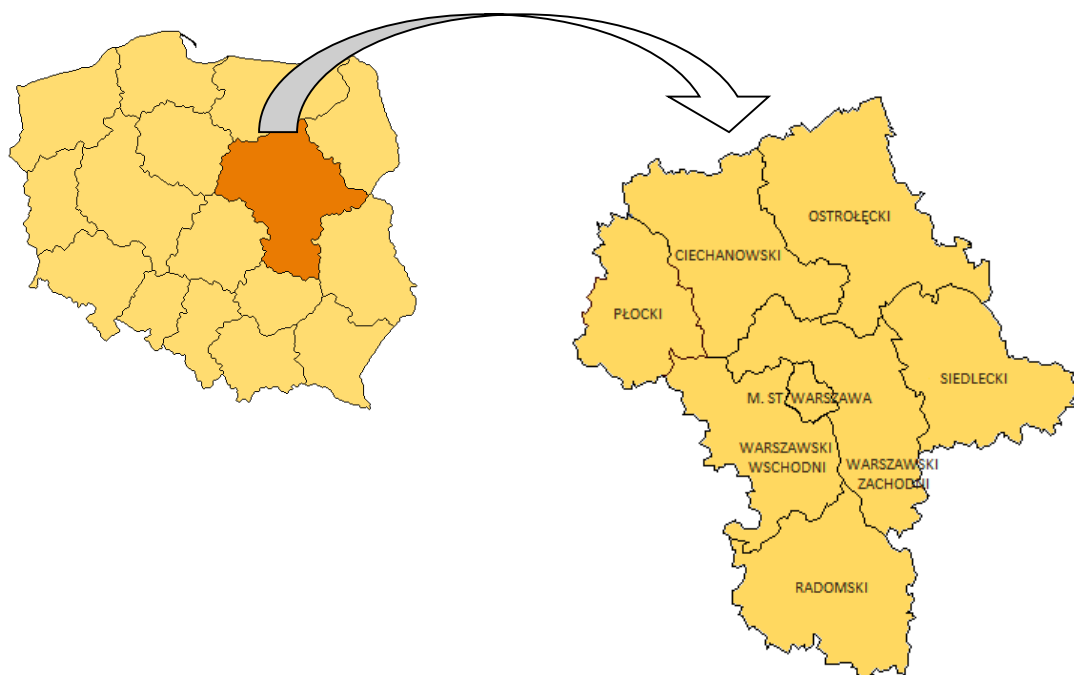 OSTROŁĘCKI
CIECHANOWSKI
PŁOCKI
SIEDLECKI
M. ST. WARSZAWA
WARSZAWSKI
WSCHODNI
WARSZAWSKI
ZACHODNI
RADOMSKI